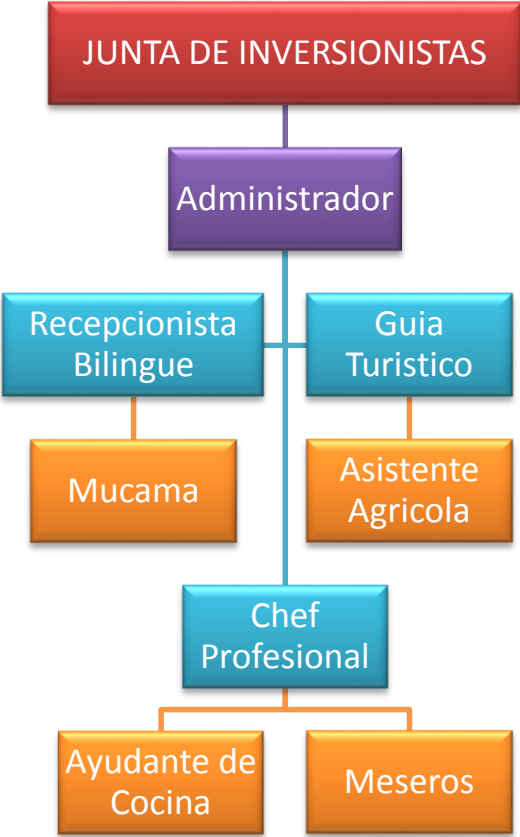 JUNTA DE INVERSIONISTAS
Administrador
Recepcionista
Bilingue
Guia
Turistico
Mucama
Asistente
Agricola
Chef
Profesional
Ayudante de
Cocina
Meseros